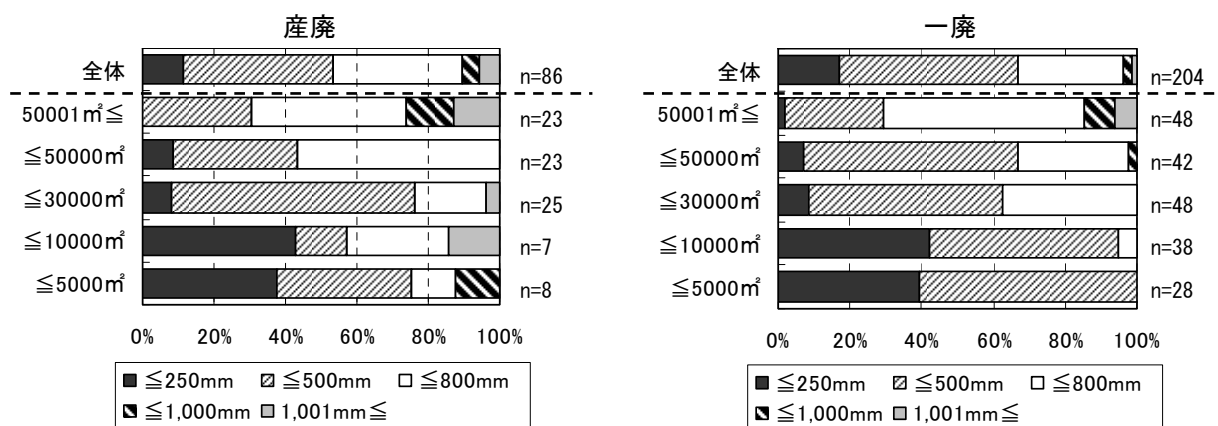 産廃
全体
n=86
50001㎡≦
n=23
≦50000㎡
n=23
≦30000㎡
n=25
≦10000㎡
n=7
≦5000㎡
n=8
0% 20% 40% 60% 80% 100%
≦250mm ≦500mm ≦800mm
≦1,000mm 1,001mm≦
一廃
全体
n=204
50001㎡≦
n=48
≦50000㎡
n=42
≦30000㎡
n=48
≦10000㎡
n=38
≦5000㎡
n=28
0% 20% 40% 60% 80% 100%
≦250mm ≦500mm ≦800mm
≦1,000mm 1,001mm≦